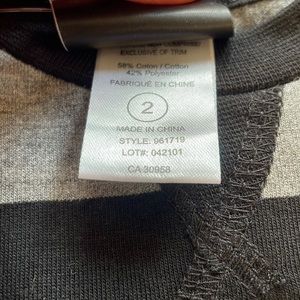 EXCLUSIVE OF TRIM
58% Coton / Cotton
42% Polyester
FABRIQUÉ EN CHINE
2
MADE IN CHINA
STYLE: 961719
LOT#: 042101
CA 30958